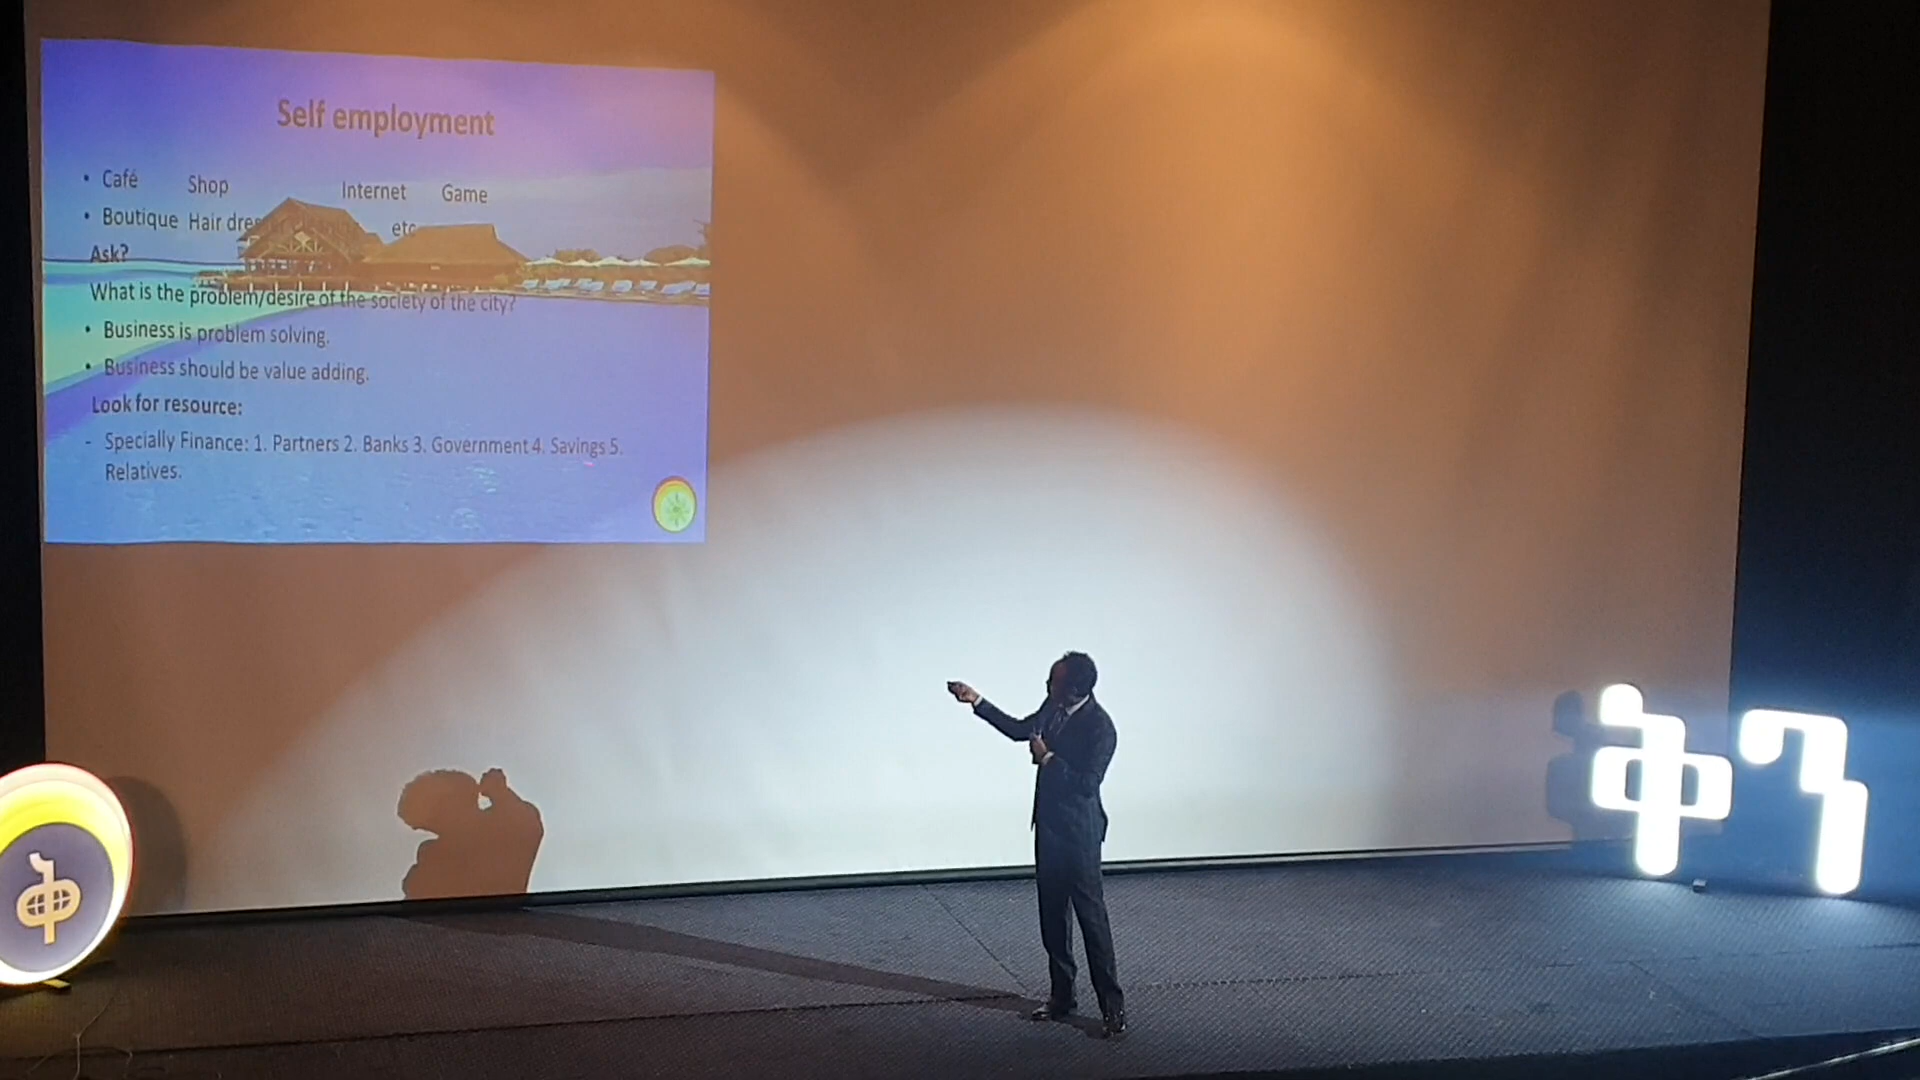 Self employment
• Café Shop Internet Game
• Boutique Hair etc
Ask?
What is the problem/desire of the society of the city?
• Business is problem solving.
• Business should be value adding.
Look for resource:
- Specially Finance: 1. Partners 2. Banks 3. Government 4. Savings 5.
Relatives.
ቀ
ቅን